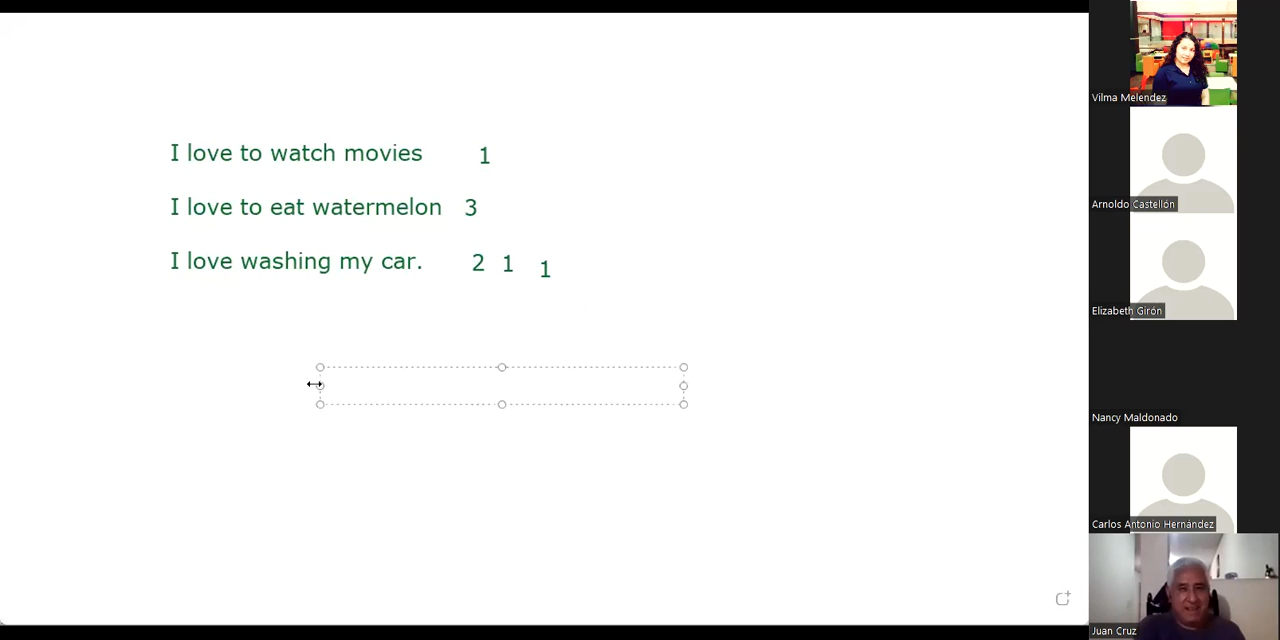 I love to watch movies 1
I love to eat watermelon 3
I love washing my car. 2 1 1
Vilma Melendez
Arnoldo Castellón
Elizabeth Girón
Nancy Maldonado
Carlos Antonio Hernández
Juan Cruz